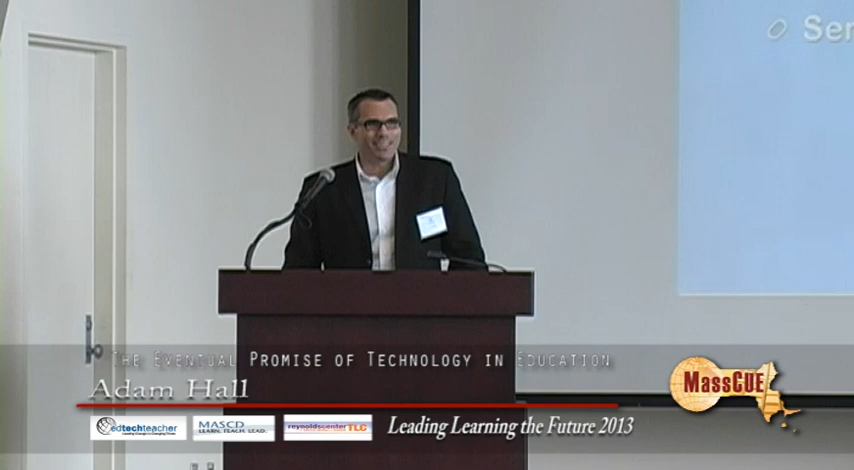 Ser
THE EVENTUAL PROMISE OF TECHNOLOGY IN EDUCATION
Adam Hall
MassCUE
edtechteacher
MASCD
LEARN. TEACH. LEAD.
reynoldscenter TLC
Leading Learning the Future 2013